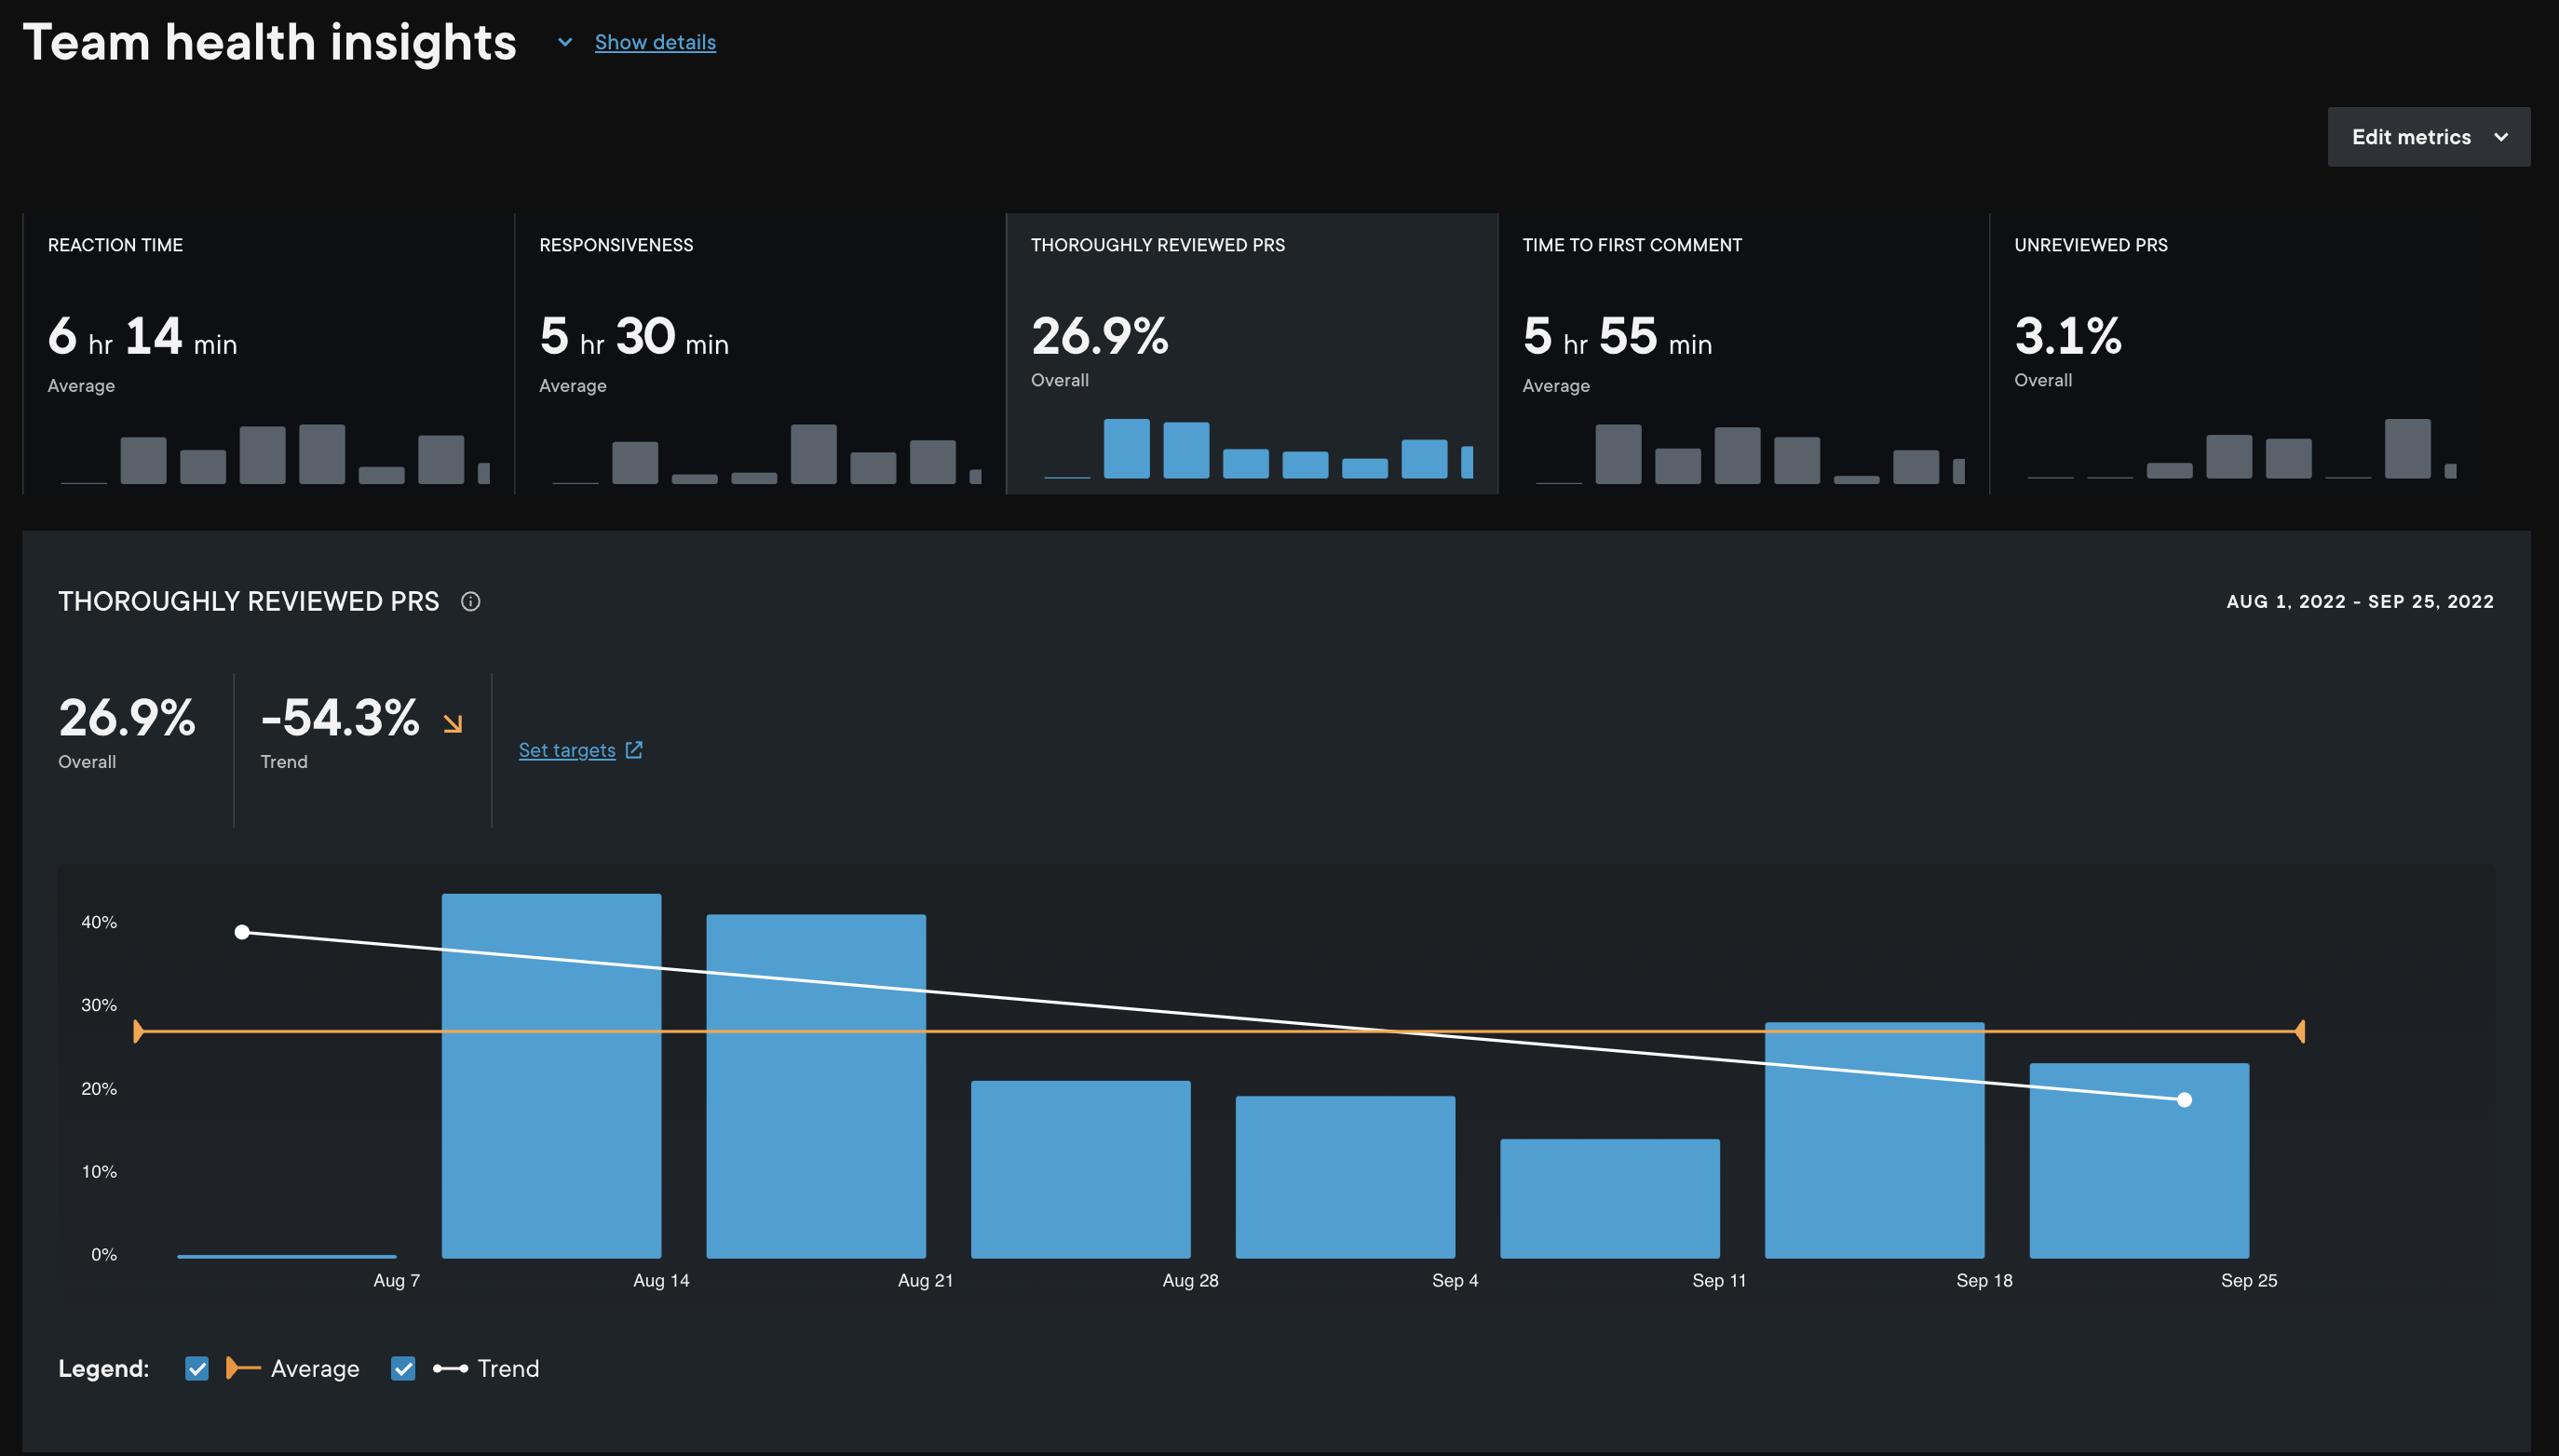 Team health insights
Show details
Edit metrics
REACTION TIME
6 hr 14 min
Average
RESPONSIVENESS
5 hr 30 min
Average
THOROUGHLY REVIEWED PRS
26.9%
Overall
TIME TO FIRST COMMENT
5 hr 55 min
Average
UNREVIEWED PRS
3.1%
Overall
THOROUGHLY REVIEWED PRS
AUG 1, 2022 - SEP 25, 2022
26.9%
Overall
-54.3%
Trend
Set targets
40%
30%
20%
10%
0%
Aug 7
Aug 14
Aug 21
Aug 28
Sep 4
Sep 11
Sep 18
Sep 25
Legend:
Average
Trend